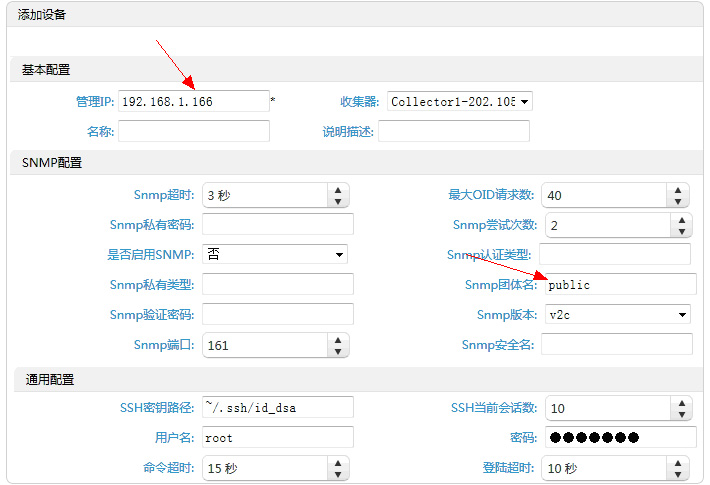 添加设备
基本配置
管理IP: 192.168.1.166 * 收集器: Collector1-202.105
名称: 说明描述:
SNMP配置
Snmp超时: 3 秒 最大OID请求数: 40
Snmp私有密码: Snmp尝试次数: 2
是否启用SNMP: 否 Snmp认证类型:
Snmp私有类型: Snmp团体名: public
Snmp验证密码: Snmp版本: v2c
Snmp端口: 161 Snmp安全名:
通用配置
SSH密钥路径: ~/.ssh/id_dsa SSH当前会话数: 10
用户名: root 密码: ●●●●●●●
命令超时: 15 秒 登陆超时: 10 秒